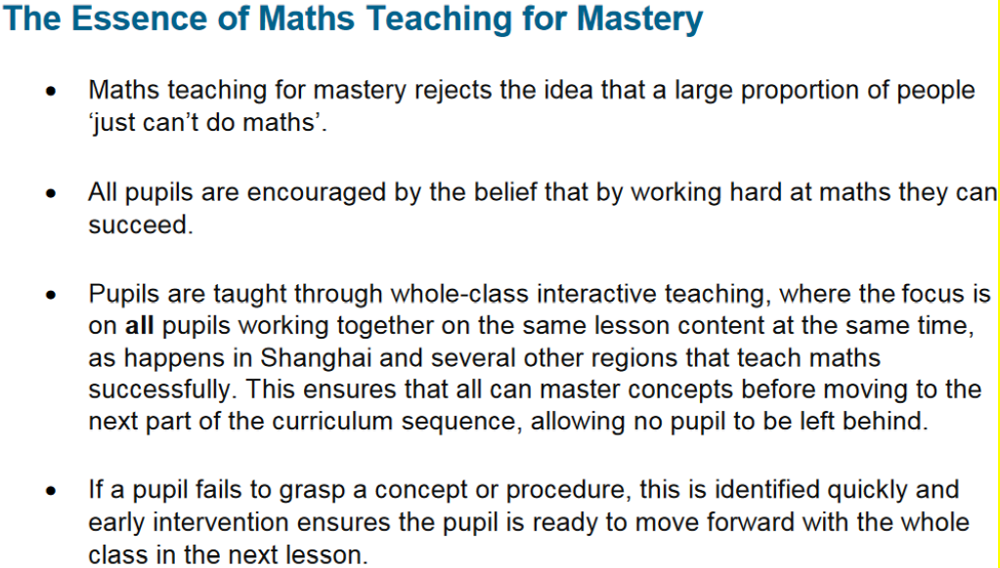 The Essence of Maths Teaching for Mastery
• Maths teaching for mastery rejects the idea that a large proportion of people
‘just can’t do maths’.
• All pupils are encouraged by the belief that by working hard at maths they can
succeed.
• Pupils are taught through whole-class interactive teaching, where the focus is
on all pupils working together on the same lesson content at the same time,
as happens in Shanghai and several other regions that teach maths
successfully. This ensures that all can master concepts before moving to the
next part of the curriculum sequence, allowing no pupil to be left behind.
• If a pupil fails to grasp a concept or procedure, this is identified quickly and
early intervention ensures the pupil is ready to move forward with the whole
class in the next lesson.